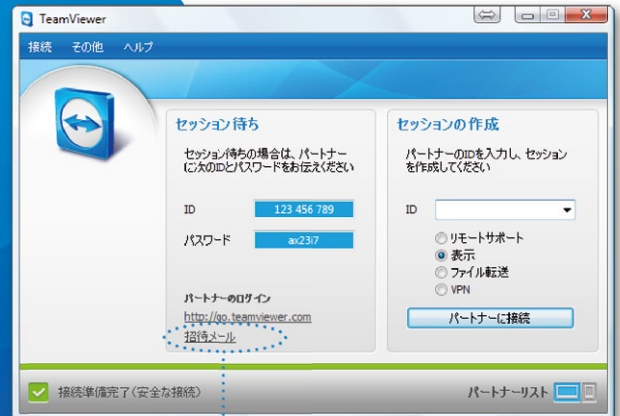 TeamViewer
接続 その他 ヘルプ
セッション待ち
セッション待ちの場合は、パートナー
に次のIDとパスワードをお伝えください
ID 123 456 789
パスワード ax23i7
パートナーのログイン
http://go.teamviewer.com
招待メール
セッションの作成
パートナーのIDを入力し、セッション
を作成してください
ID
リモートサポート
表示
ファイル転送
VPN
パートナーに接続
接続準備完了(安全な接続)
パートナーリスト